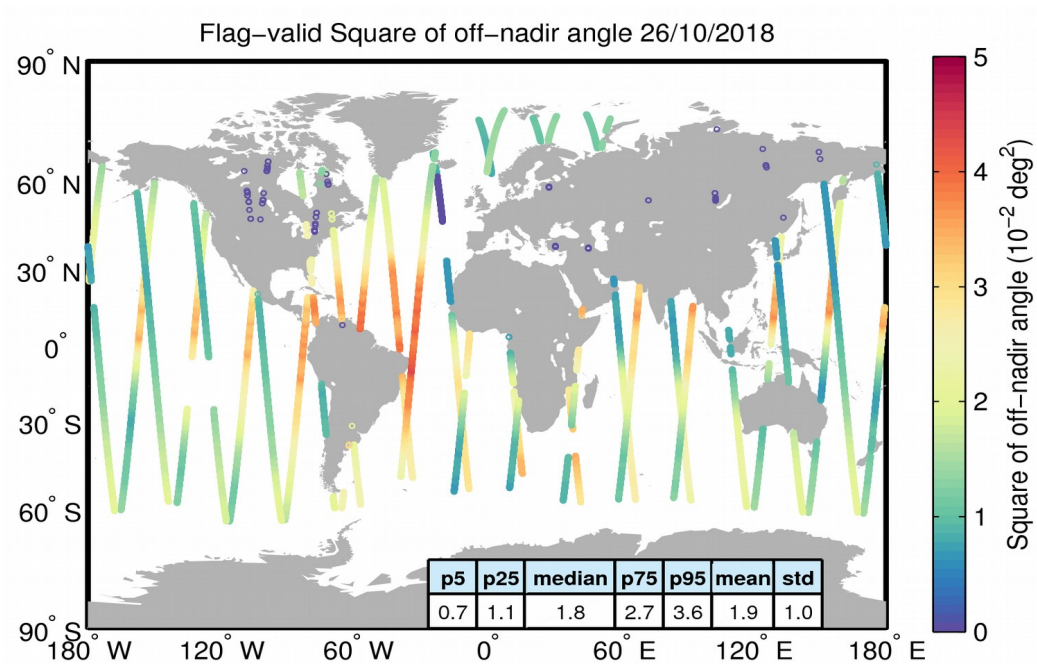 Flag−valid Square of off−nadir angle 26/10/2018
90° N
60° N
30° N
0°
30° S
60° S
90° S
180° W
120° W
60° W
0°
60° E
120° E
180° E
p5 p25 median p75 p95 mean std
0.7 1.1 1.8 2.7 3.6 1.9 1.0
5
4
3
2
1
0
Square of off−nadir angle (10−2 deg2)